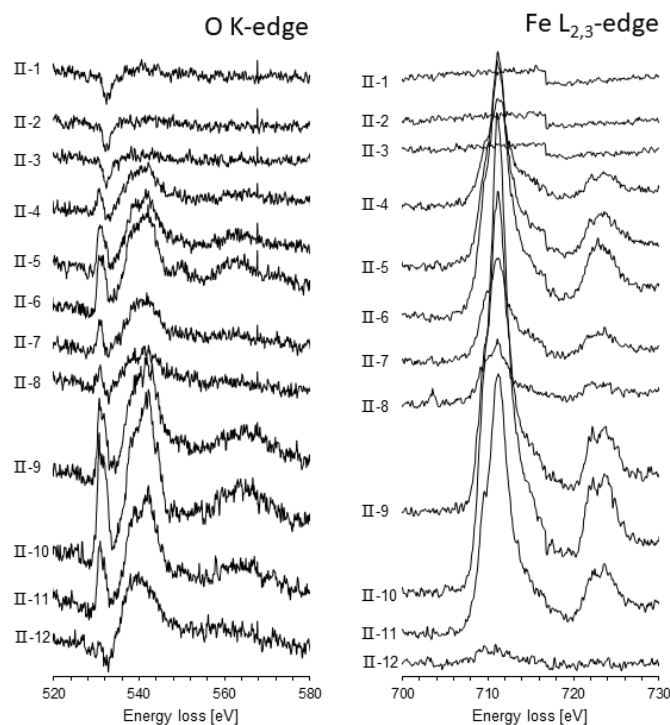 O K-edge
Fe L2,3-edge
II-1
II-2
II-3
II-4
II-5
II-6
II-7
II-8
II-9
II-10
II-11
II-12
520 540 560 580
Energy loss [eV]
II-1
II-2
II-3
II-4
II-5
II-6
II-7
II-8
II-9
II-10
II-11
II-12
700 710 720 730
Energy loss [eV]